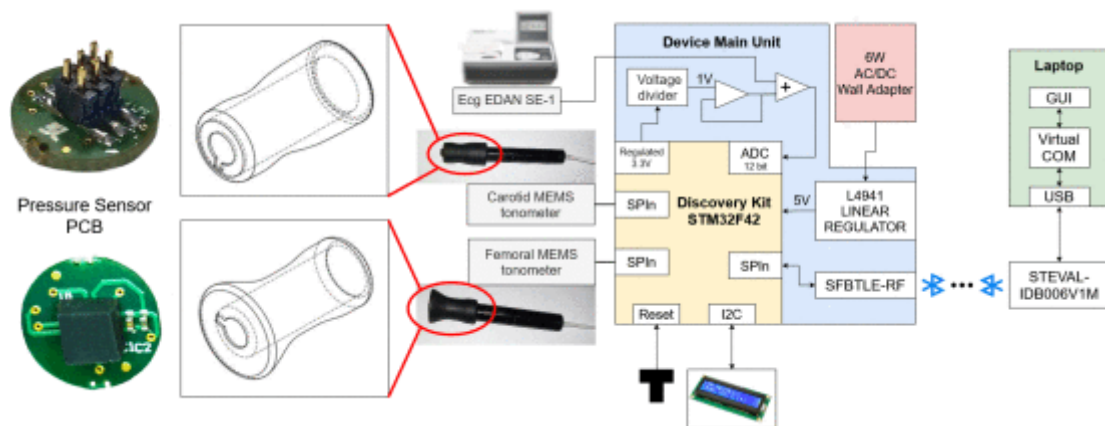 Pressure Sensor
PCB
C1C2
Ecg EDAN SE-1
Carotid MEMS
tonometer
Femoral MEMS
tonometer
Device Main Unit
Voltage
divider
1V
+
Regulated
3.3V
ADC
12 bit
SPIn
Discovery Kit
STM32F42
SPIn
SPIn
Reset
I2C
5V
6W
AC/DC
Wall Adapter
L4941
LINEAR
REGULATOR
SFBTLE-RF
Laptop
GUI
Virtual
COM
USB
STEVAL-
IDB006V1M